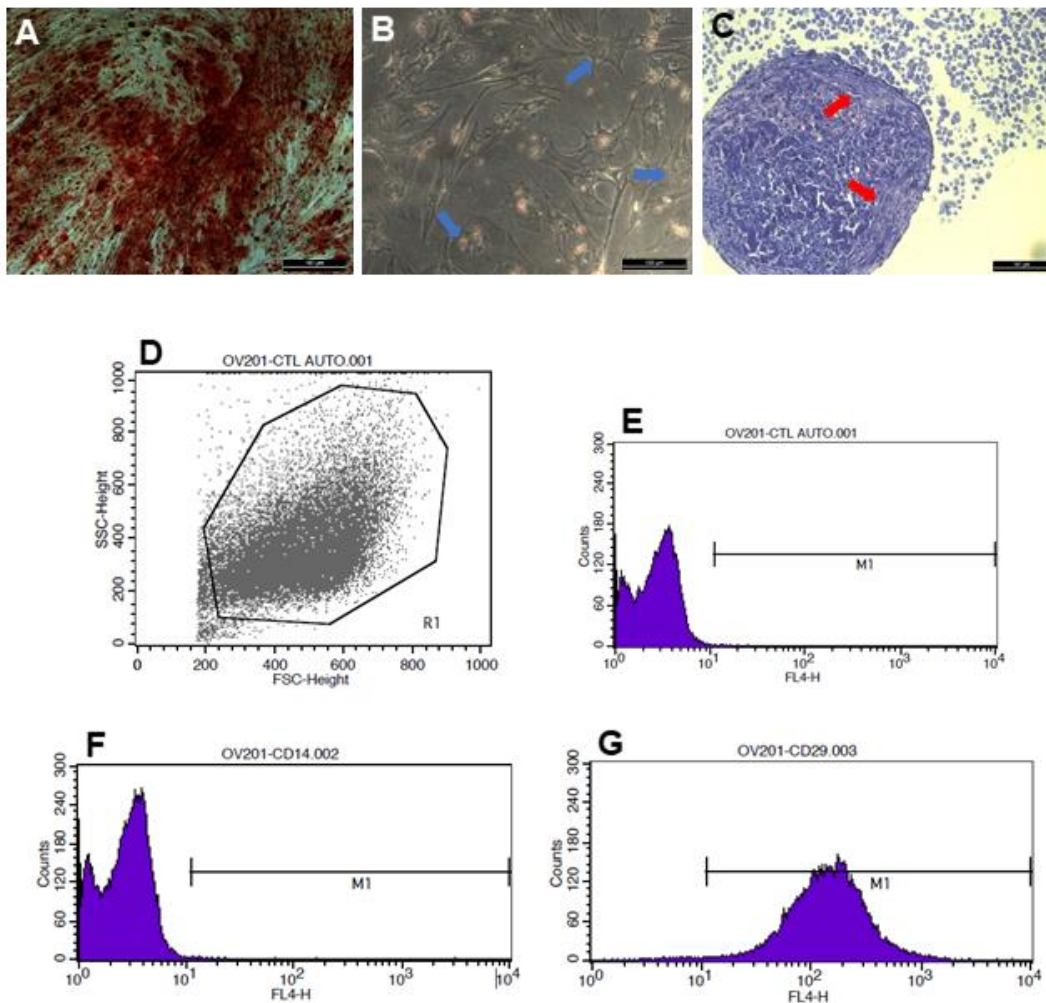 A
B
C
D
OV201-CTL AUTO.001
1000
800
600
400
200
0
SSC-Height
R1
0 200 400 600 800 1000
FSC-Height
E
OV201-CTL AUTO.001
300
240
180
120
60
0
Counts
M1
10⁰ 10¹ 10² 10³ 10⁴
FL4-H
F
OV201-CD14.002
300
240
180
120
60
0
Counts
M1
10⁰ 10¹ 10² 10³ 10⁴
FL4-H
G
OV201-CD29.003
300
240
180
120
60
0
Counts
M1
10⁰ 10¹ 10² 10³ 10⁴
FL4-H